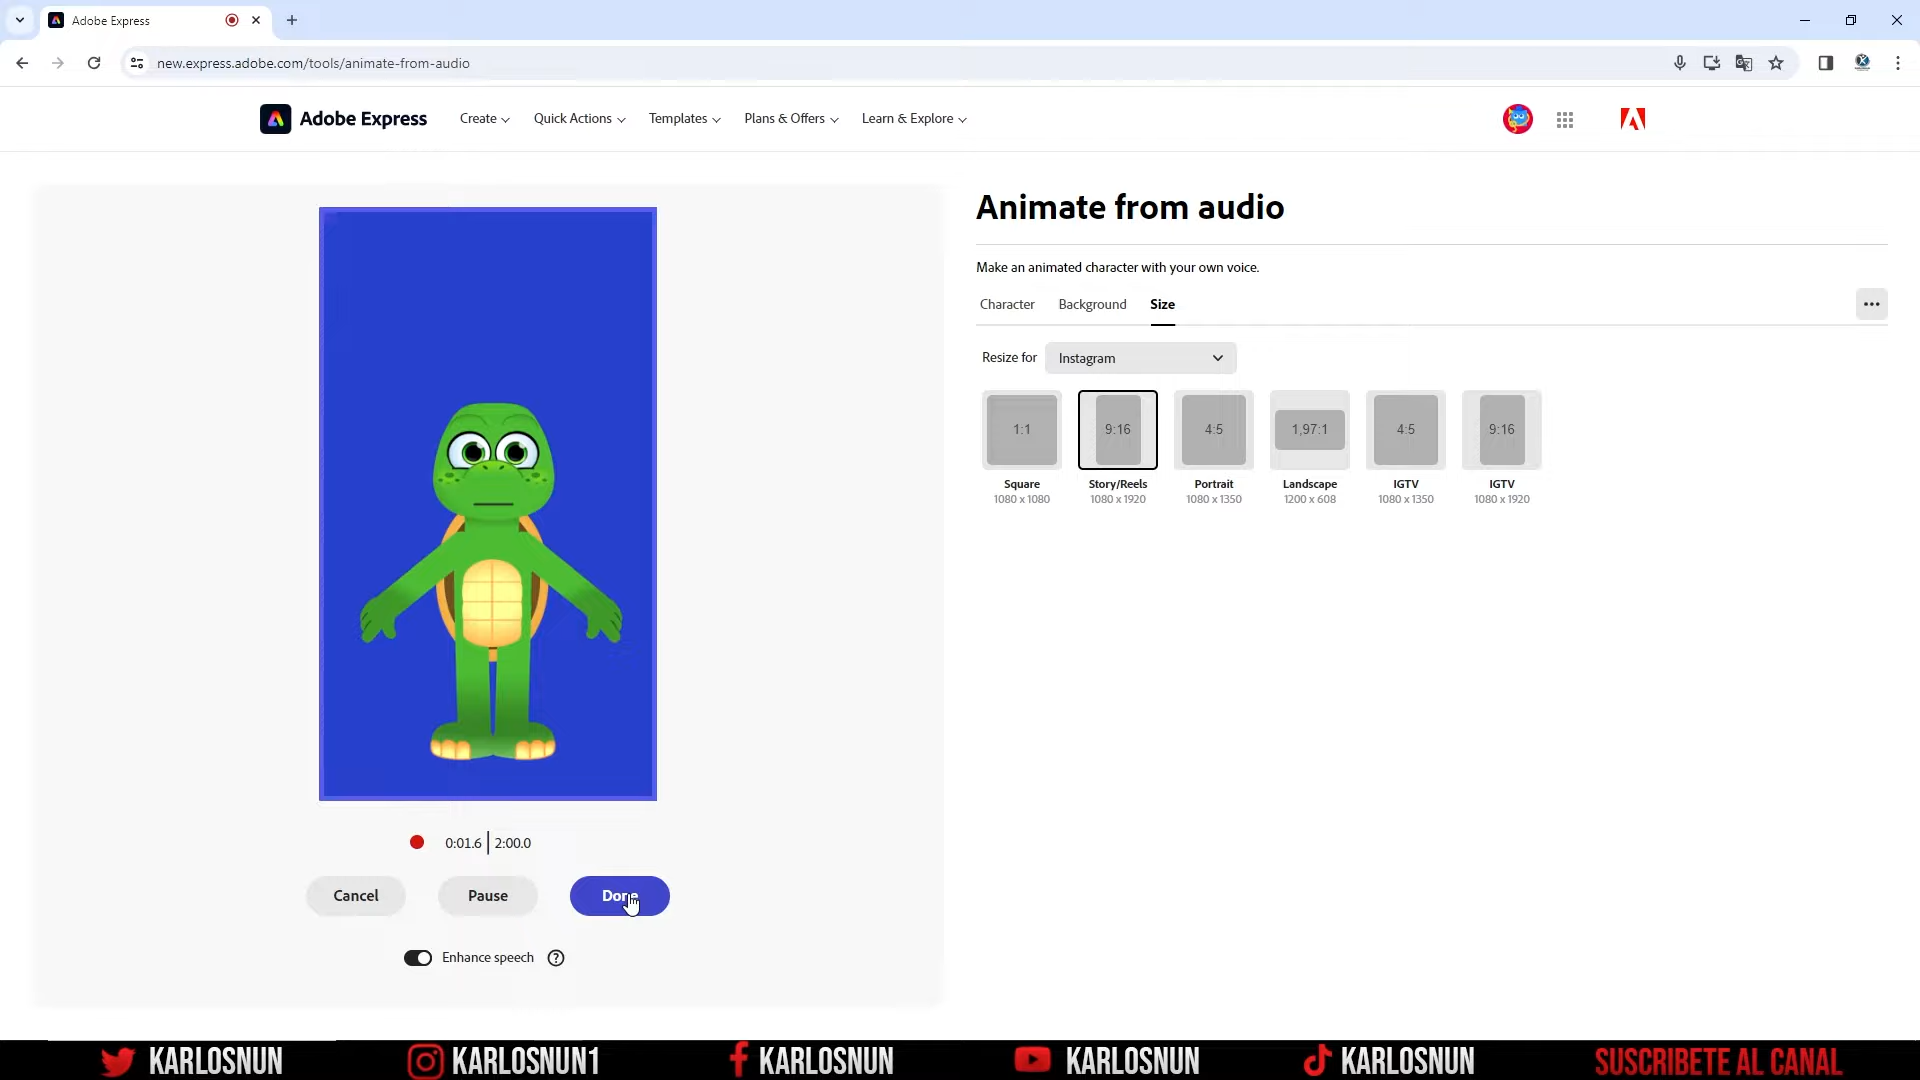 Adobe Express
new.express.adobe.com/tools/animate-from-audio
Adobe Express
Create
Quick Actions
Templates
Plans & Offers
Learn & Explore
Animate from audio
Make an animated character with your own voice.
Character
Background
Size
Resize for
Instagram
1:1
9:16
4:5
1,97:1
4:5
9:16
Square
Story/Reels
Portrait
Landscape
IGTV
IGTV
1080 x 1080
1080 x 1920
1080 x 1350
1200 x 608
1080 x 1350
1080 x 1920
0:01.6
2:00.0
Cancel
Pause
Done
Enhance speech
KARLOSNUN
KARLOSNUN1
KARLOSNUN
KARLOSNUN
KARLOSNUN
SUSCRIBETE AL CANAL